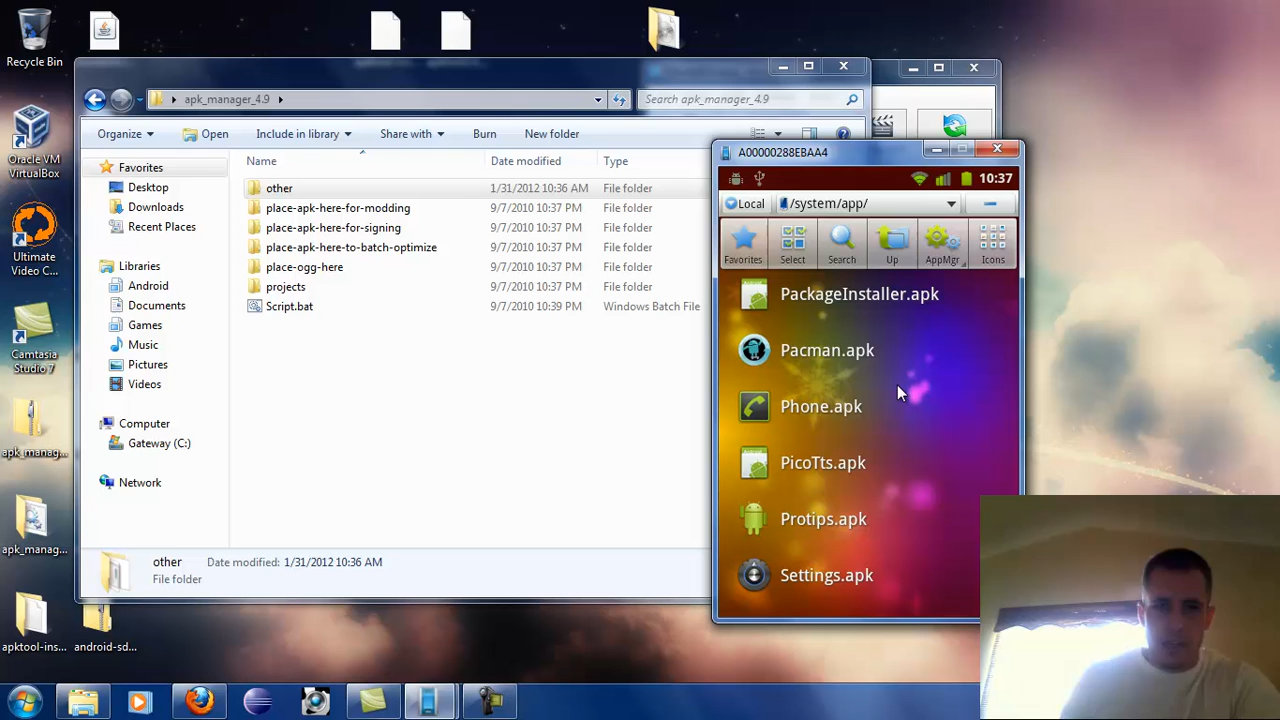 Recycle Bin
Oracle VM
VirtualBox
Ultimate
Video C...
Camtasia
Studio 7
apk_manag...
apk_manag...
apktool-ins...
android-sd...
apk_manager_4.9
Search apk_manager_4.9
Organize
Open
Include in library
Share with
Burn
New folder
Name
Date modified
Type
Favorites
Desktop
Downloads
Recent Places
Libraries
Android
Documents
Games
Music
Pictures
Videos
Computer
Gateway (C:)
Network
other 1/31/2012 10:36 AM File folder
place-apk-here-for-modding 9/7/2010 10:37 PM File folder
place-apk-here-for-signing 9/7/2010 10:37 PM File folder
place-apk-here-to-batch-optimize 9/7/2010 10:37 PM File folder
place-ogg-here 9/7/2010 10:37 PM File folder
projects 9/7/2010 10:37 PM File folder
Script.bat 9/7/2010 10:39 PM Windows Batch File
other Date modified: 1/31/2012 10:36 AM
File folder
A00000288EBAA4
10:37
Local /system/app/
Favorites Select Search Up AppMgr Icons
PackageInstaller.apk
Pacman.apk
Phone.apk
PicoTts.apk
Protips.apk
Settings.apk